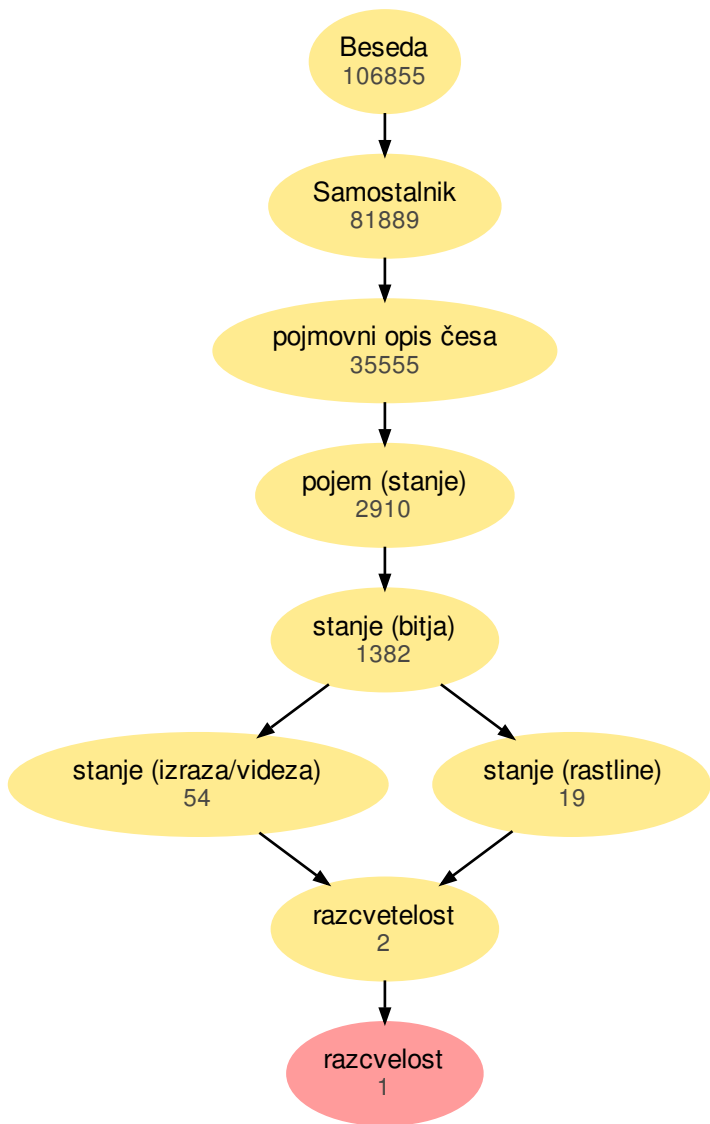 Beseda
106855
Samostalnik
81889
pojmovni opis česa
35555
pojem (stanje)
2910
stanje (bitja)
1382
stanje (izraza/videza)
54
stanje (rastline)
19
razcvetelost
2
razcvelost
1